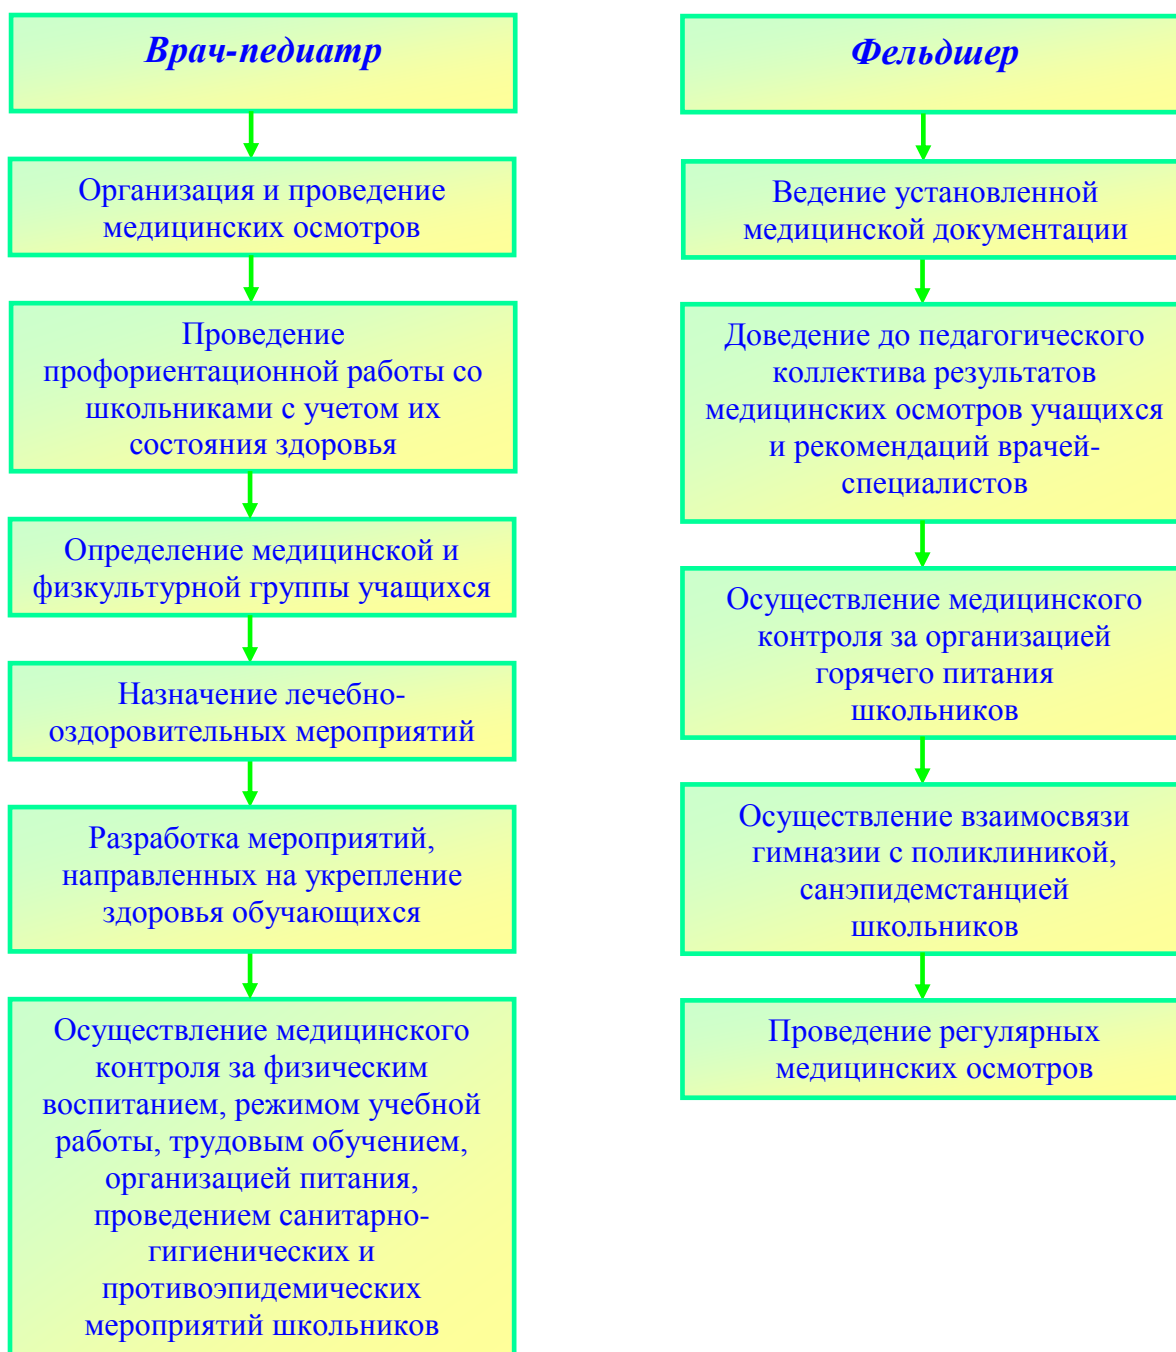 Врач-педиатр
Организация и проведение
медицинских осмотров
Проведение
профориентационной работы со
школьниками с учетом их
состояния здоровья
Определение медицинской и
физкультурной группы учащихся
Назначение лечебно-
оздоровительных мероприятий
Разработка мероприятий,
направленных на укрепление
здоровья обучающихся
Осуществление медицинского
контроля за физическим
воспитанием, режимом учебной
работы, трудовым обучением,
организацией питания,
проведением санитарно-
гигиенических и
противоэпидемических
мероприятий школьников
Фельдшер
Ведение установленной
медицинской документации
Доведение до педагогического
коллектива результатов
медицинских осмотров учащихся
и рекомендаций врачей-
специалистов
Осуществление медицинского
контроля за организацией
горячего питания
школьников
Осуществление взаимосвязи
гимназии с поликлиникой,
санэпидемстанцией
школьников
Проведение регулярных
медицинских осмотров